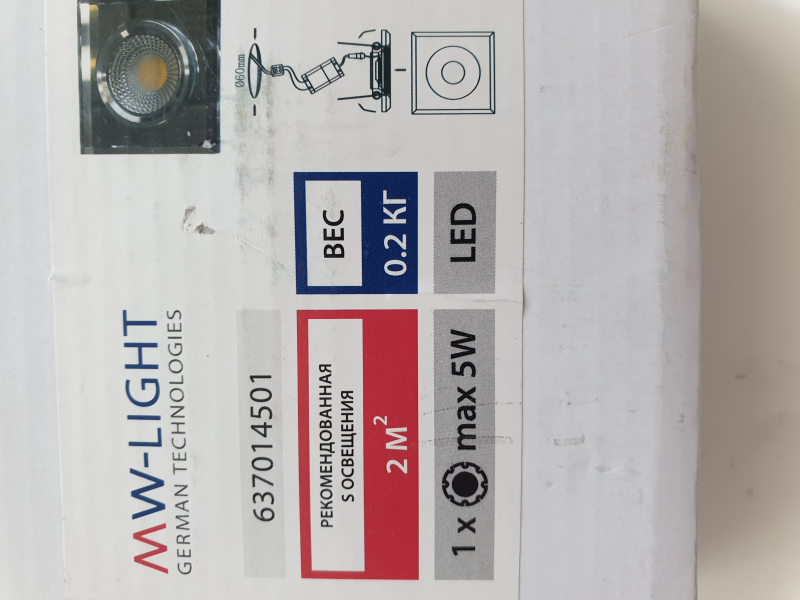 MW-LIGHT
GERMAN TECHNOLOGIES
Ø60mm
637014501
РЕКОМЕНДОВАННАЯ
S ОСВЕЩЕНИЯ
2 М²
ВЕС
0.2 КГ
1 x max 5W
LED